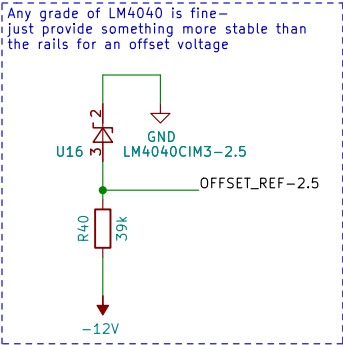 Any grade of LM4040 is fine-
just provide something more stable than
the rails for an offset voltage
2
GND
U16
3
LM4040CIM3-2.5
OFFSET_REF-2.5
R40
39k
-12V